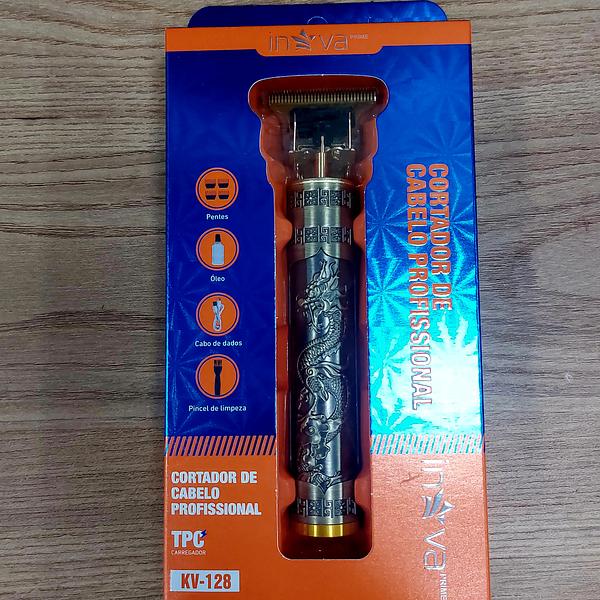 inova PRIME
Pentes
Óleo
Cabo de dados
Pincel de limpeza
CORTADOR DE
CABELO PROFISSIONAL
CORTADOR DE
CABELO
PROFISSIONAL
TPC
CARREGADOR
KV-128
inova PRIME